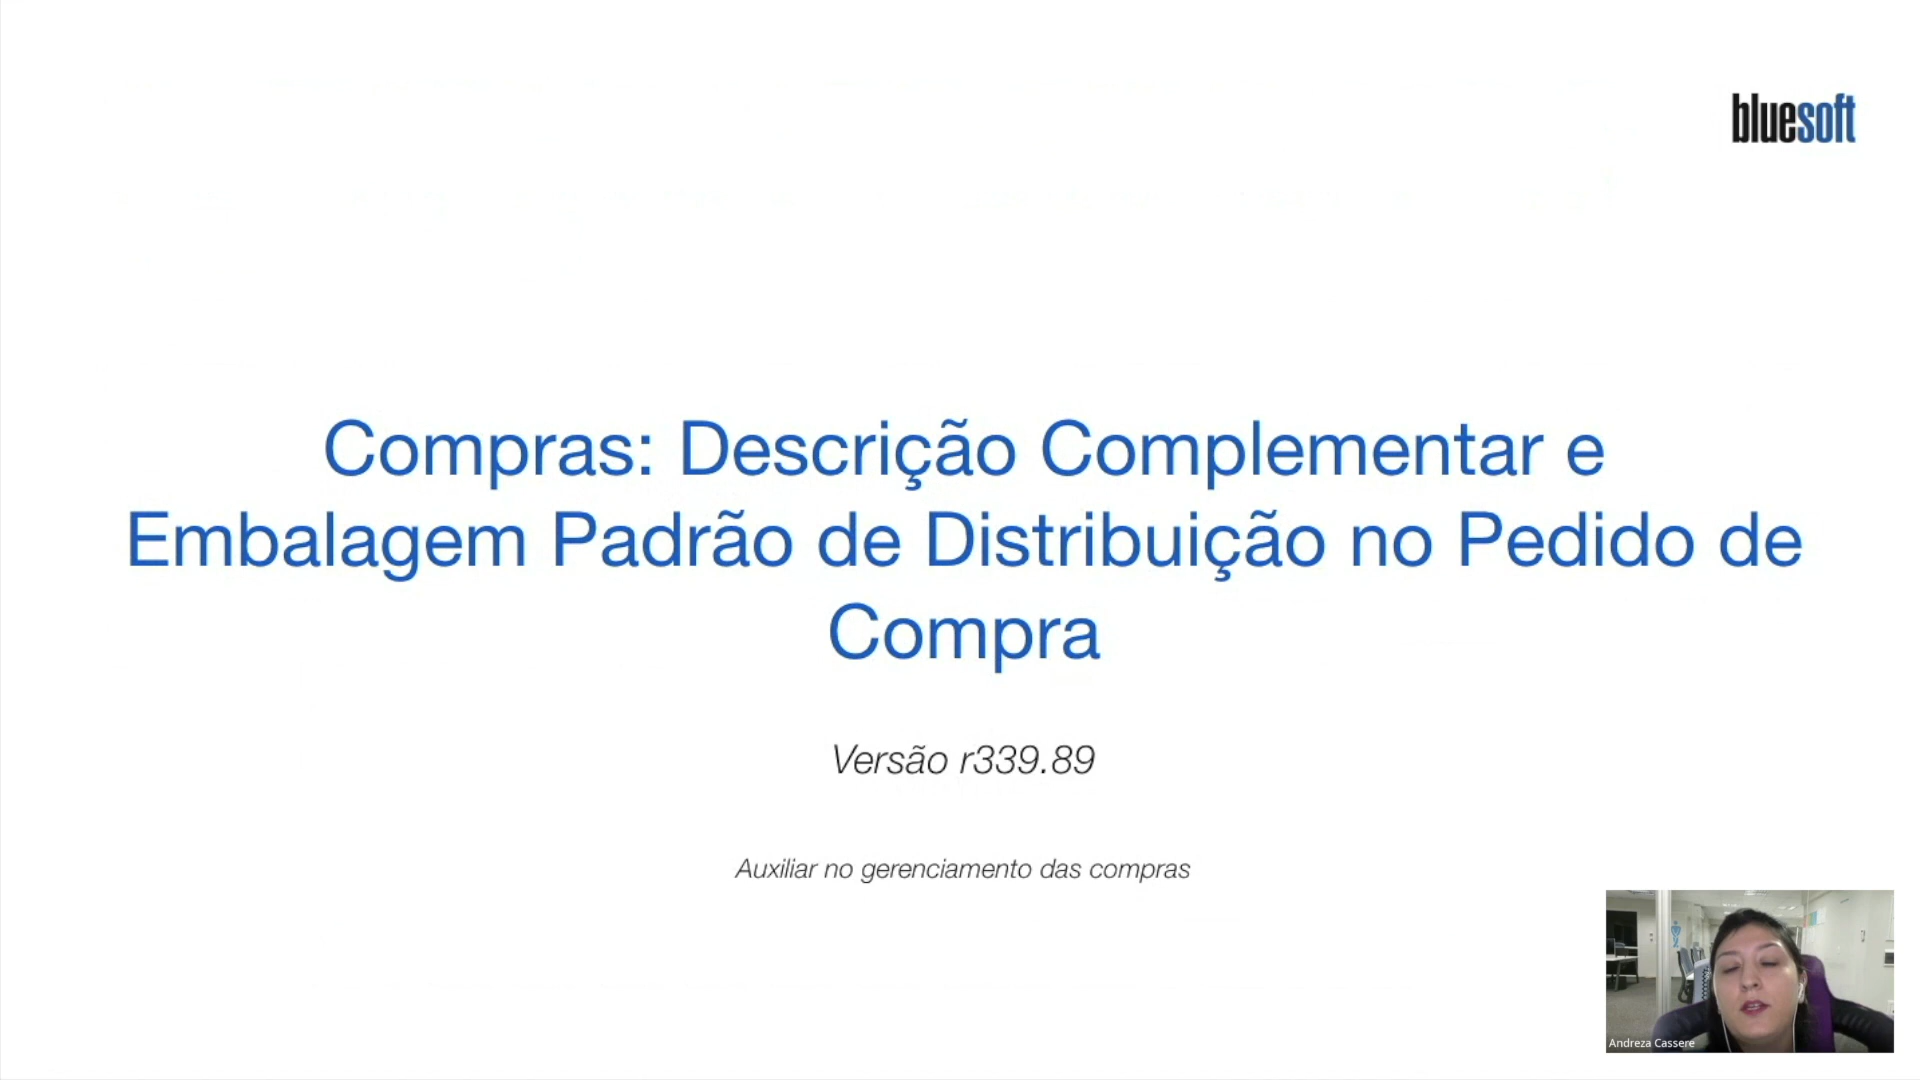 bluesoft
Compras: Descrição Complementar e
Embalagem Padrão de Distribuição no Pedido de
Compra
Versão r339.89
Auxiliar no gerenciamento das compras
Andreza Cassere